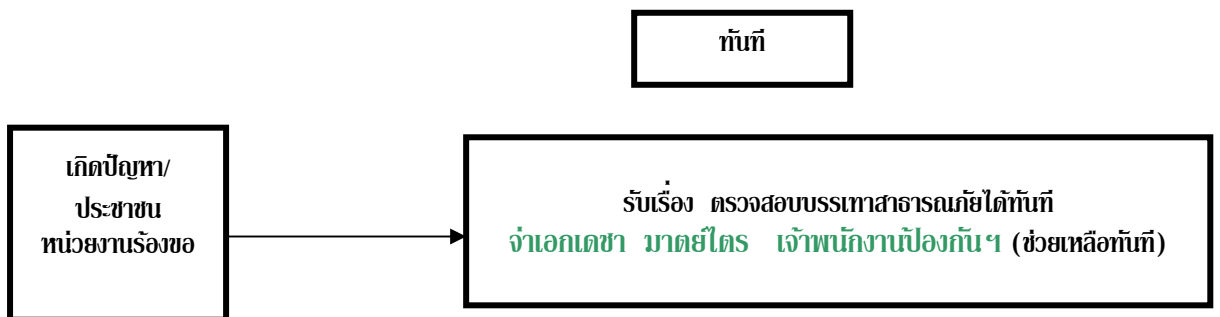 ทันที
เกิดปัญหา/
ประชาชน
หน่วยงานร้องขอ
รับเรื่อง ตรวจสอบบรรเทาสาธารณภัยได้ทันที
จ่าเอกเดชา มาตย์ไตร เจ้าพนักงานป้องกันฯ (ช่วยเหลือทันที)